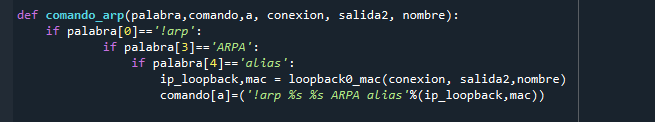 def comando_arp(palabra,comando,a, conexion, salida2, nombre):
if palabra[0]=='!arp':
if palabra[3]=='ARPA':
if palabra[4]=='alias':
ip_loopback,mac = loopback0_mac(conexion, salida2,nombre)
comando[a]=('!arp %s %s ARPA alias'%(ip_loopback,mac))